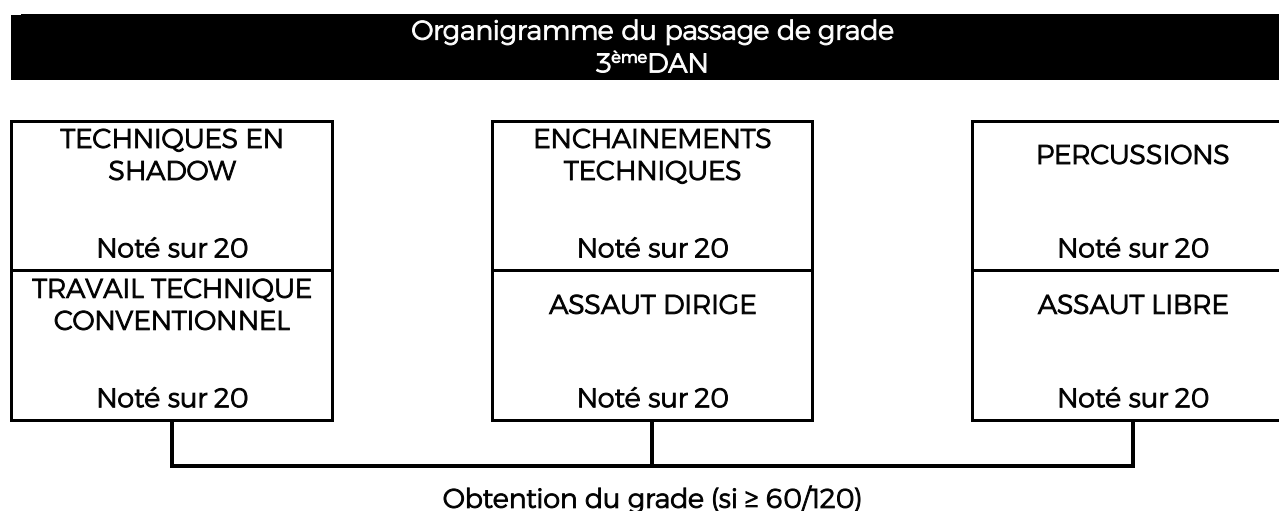 Organigramme du passage de grade
3èmeDAN
TECHNIQUES EN
SHADOW
Noté sur 20
TRAVAIL TECHNIQUE
CONVENTIONNEL
Noté sur 20
ENCHAINEMENTS
TECHNIQUES
Noté sur 20
ASSAUT DIRIGE
Noté sur 20
PERCUSSIONS
Noté sur 20
ASSAUT LIBRE
Noté sur 20
Obtention du grade (si ≥ 60/120)